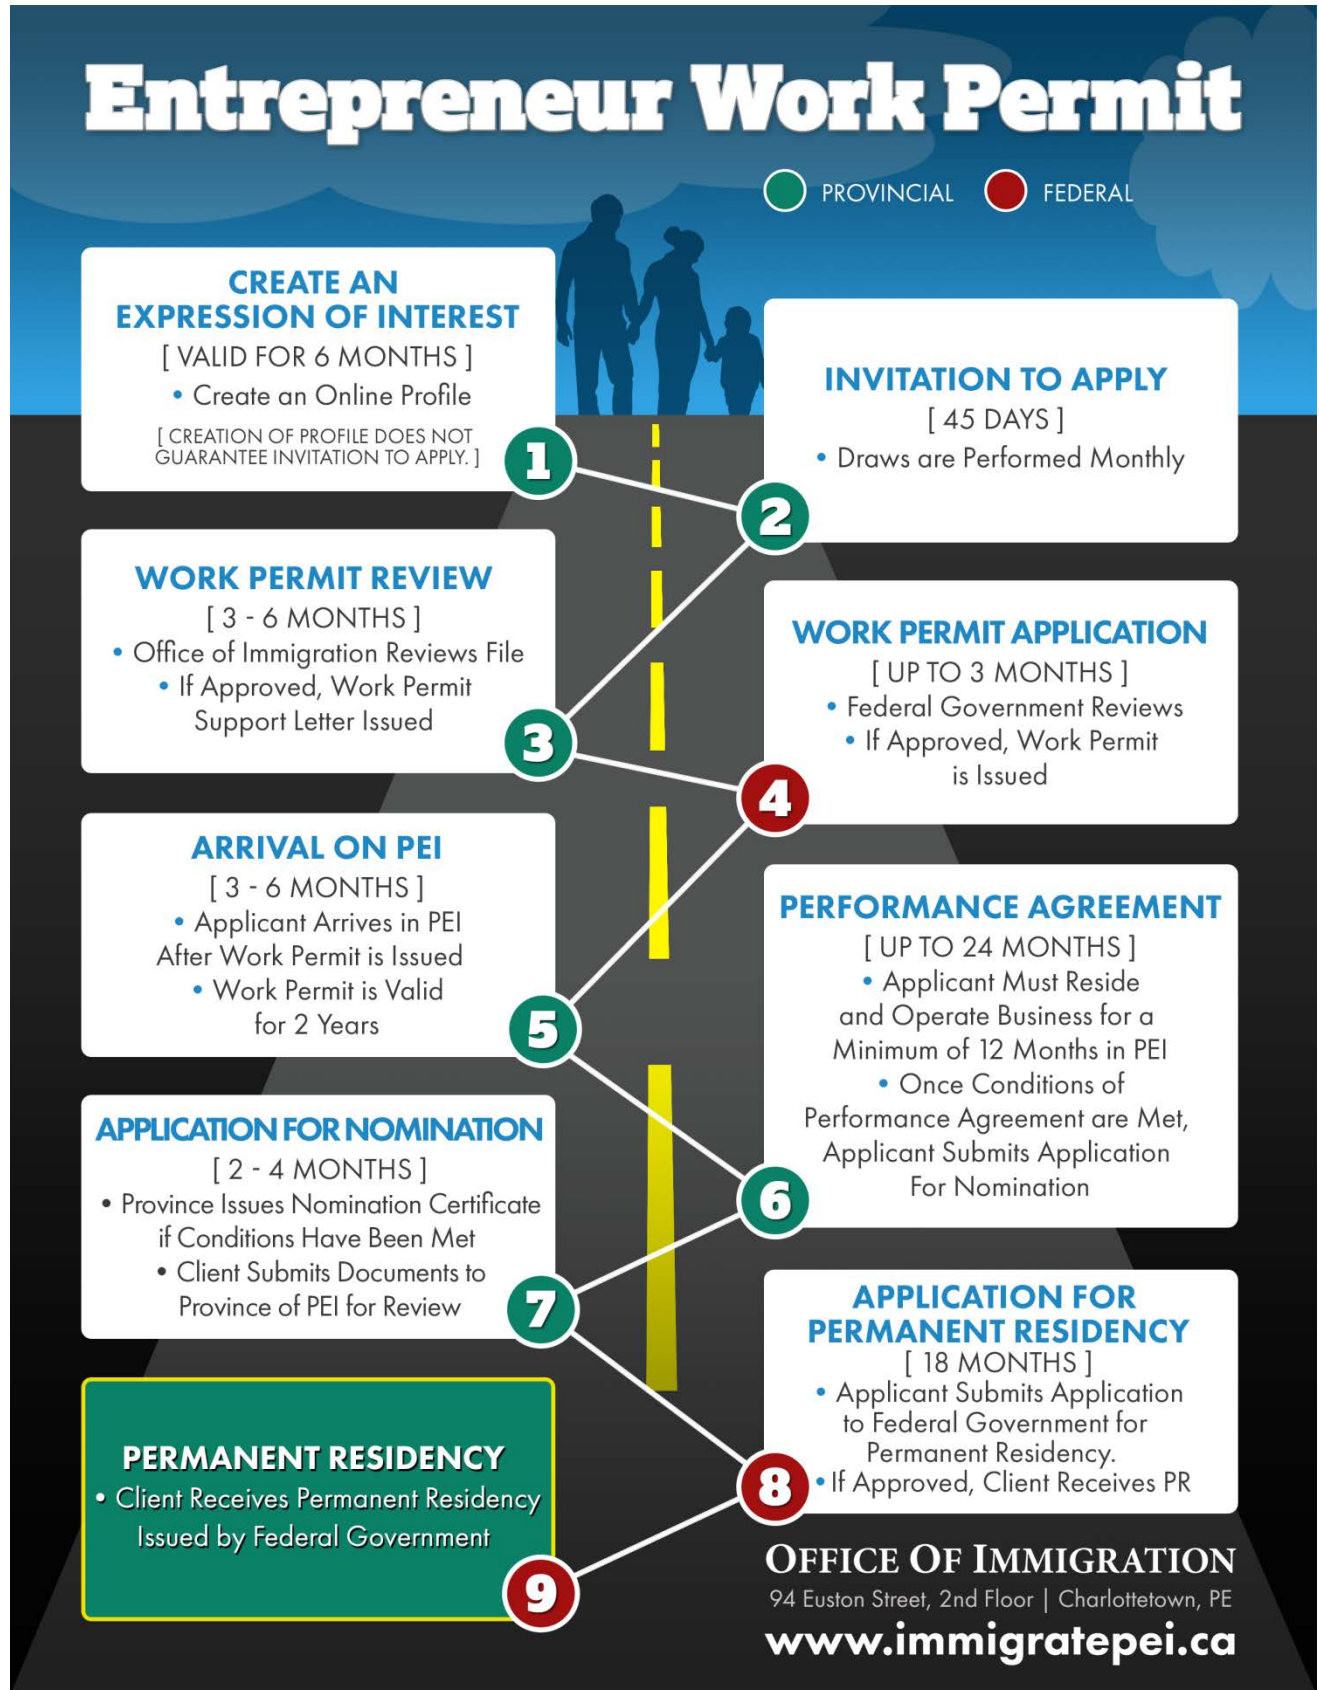 Entrepreneur Work Permit
PROVINCIAL
FEDERAL
CREATE AN
EXPRESSION OF INTEREST
[ VALID FOR 6 MONTHS ]
• Create an Online Profile
[ CREATION OF PROFILE DOES NOT
GUARANTEE INVITATION TO APPLY. ]
1
INVITATION TO APPLY
[ 45 DAYS ]
• Draws are Performed Monthly
2
WORK PERMIT REVIEW
[ 3 - 6 MONTHS ]
• Office of Immigration Reviews File
• If Approved, Work Permit
Support Letter Issued
3
WORK PERMIT APPLICATION
[ UP TO 3 MONTHS ]
• Federal Government Reviews
• If Approved, Work Permit
is Issued
4
ARRIVAL ON PEI
[ 3 - 6 MONTHS ]
• Applicant Arrives in PEI
After Work Permit is Issued
• Work Permit is Valid
for 2 Years
5
PERFORMANCE AGREEMENT
[ UP TO 24 MONTHS ]
• Applicant Must Reside
and Operate Business for a
Minimum of 12 Months in PEI
• Once Conditions of
Performance Agreement are Met,
Applicant Submits Application
For Nomination
6
APPLICATION FOR NOMINATION
[ 2 - 4 MONTHS ]
• Province Issues Nomination Certificate
if Conditions Have Been Met
• Client Submits Documents to
Province of PEI for Review
7
APPLICATION FOR
PERMANENT RESIDENCY
[ 18 MONTHS ]
• Applicant Submits Application
to Federal Government for
Permanent Residency.
• If Approved, Client Receives PR
8
PERMANENT RESIDENCY
• Client Receives Permanent Residency
Issued by Federal Government
9
OFFICE OF IMMIGRATION
94 Euston Street, 2nd Floor | Charlottetown, PE
www.immigratepei.ca